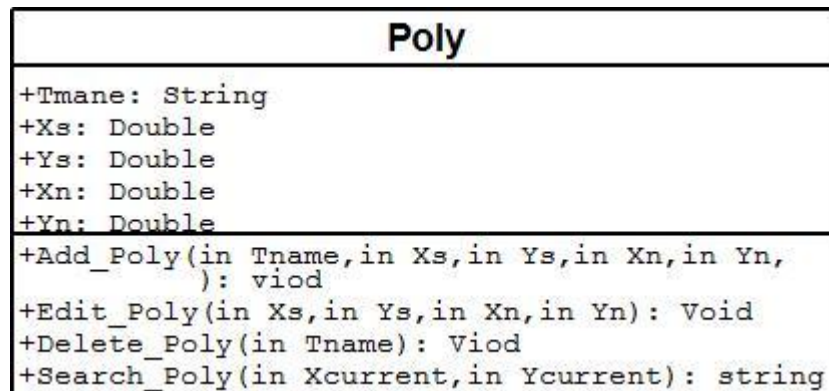 Poly
+Tmane: String
+Xs: Double
+Ys: Double
+Xn: Double
+Yn: Double
+Add_Poly(in Tname,in Xs,in Ys,in Xn,in Yn,
): viod
+Edit_Poly(in Xs,in Ys,in Xn,in Yn): Void
+Delete_Poly(in Tname): Viod
+Search_Poly(in Xcurrent,in Ycurrent): string